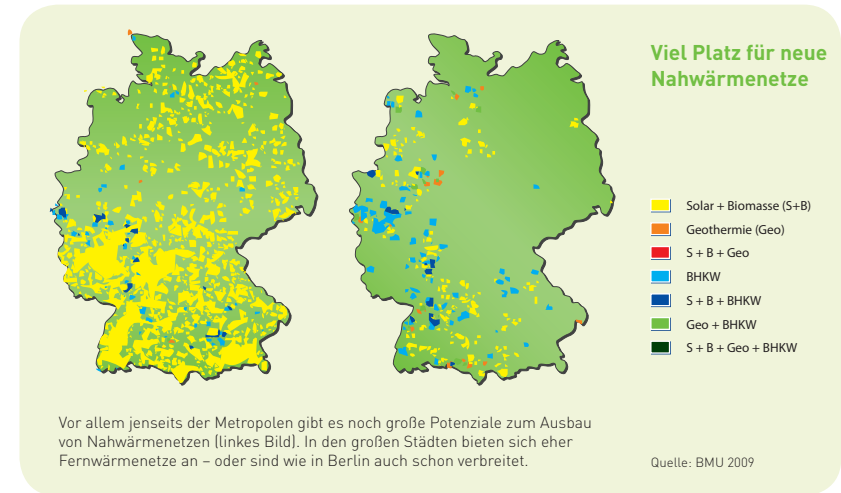 Viel Platz für neue
Nahwärmenetze
Solar + Biomasse (S+B)
Geothermie (Geo)
S + B + Geo
BHKW
S + B + BHKW
Geo + BHKW
S + B + Geo + BHKW
Vor allem jenseits der Metropolen gibt es noch große Potenziale zum Ausbau
von Nahwärmenetzen (linkes Bild). In den großen Städten bieten sich eher
Fernwärmenetze an – oder sind wie in Berlin auch schon verbreitet.
Quelle: BMU 2009